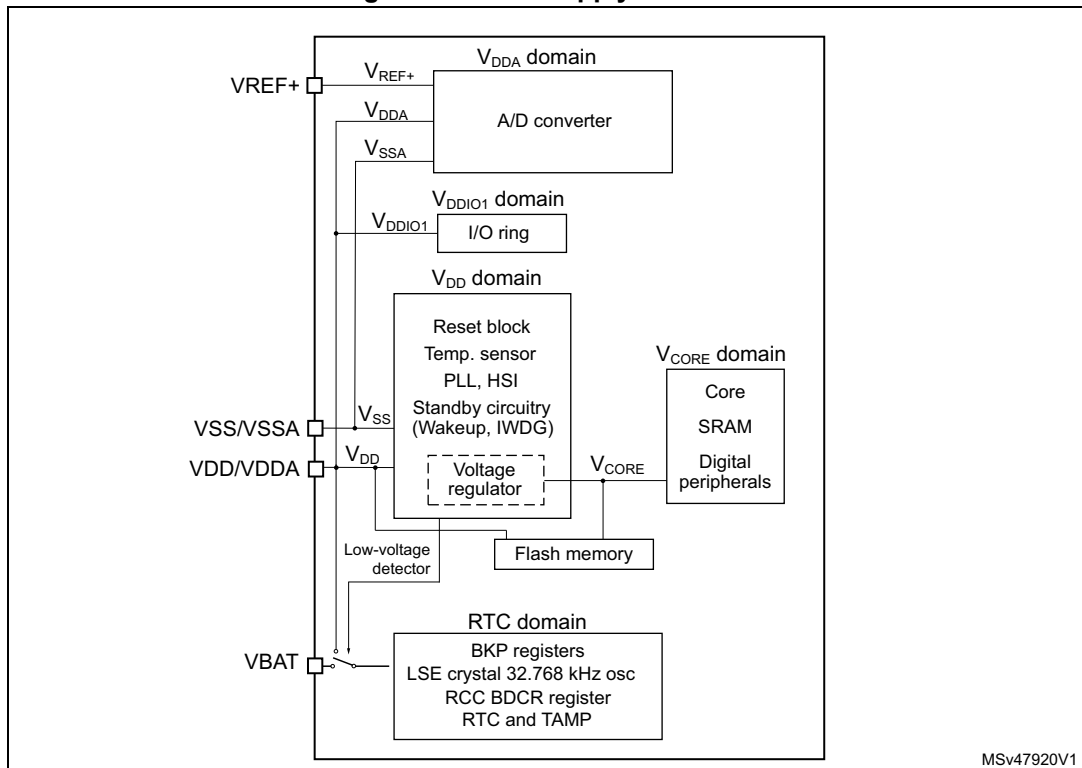 VDDA domain
VREF+
VREF+
VDDA
A/D converter
VSSA
VDDIO1 domain
VDDIO1
I/O ring
VDD domain
Reset block
Temp. sensor
VCORE domain
PLL, HSI
Core
Standby circuitry
(Wakeup, IWDG)
VSS/VSSA
VSS
SRAM
VDD/VDDA
VDD
Voltage
regulator
VCORE
Digital
peripherals
Low-voltage
detector
Flash memory
RTC domain
VBAT
BKP registers
LSE crystal 32.768 kHz osc
RCC BDCR register
RTC and TAMP
MSv47920V1